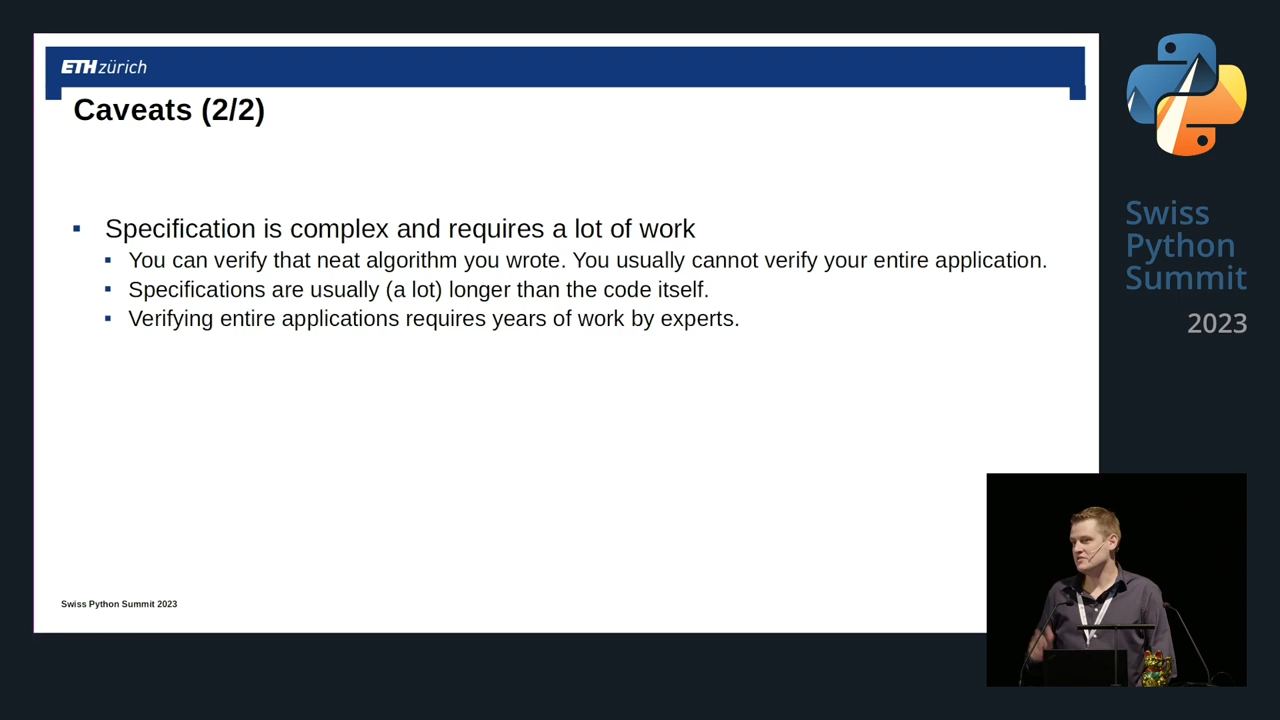 ETH zürich
Caveats (2/2)
Specification is complex and requires a lot of work
You can verify that neat algorithm you wrote. You usually cannot verify your entire application.
Specifications are usually (a lot) longer than the code itself.
Verifying entire applications requires years of work by experts.
Swiss Python Summit 2023
Swiss
Python
Summit
2023